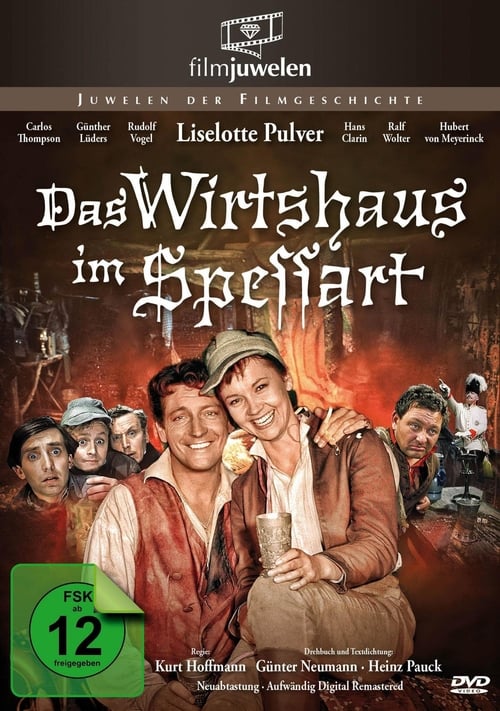 filmjuwelen
Juwelen der Filmgeschichte
Carlos Thompson
Günther Lüders
Rudolf Vogel
Liselotte Pulver
Hans Clarin
Ralf Wolter
Hubert von Meyerinck
Das Wirtshaus
im Speſſart
FSK
ab
12
freigegeben
Regie:
Kurt Hoffmann
Drehbuch und Textdichtung:
Günter Neumann · Heinz Pauck
Neuabtastung · Aufwändig Digital Remastered
DVD
VIDEO